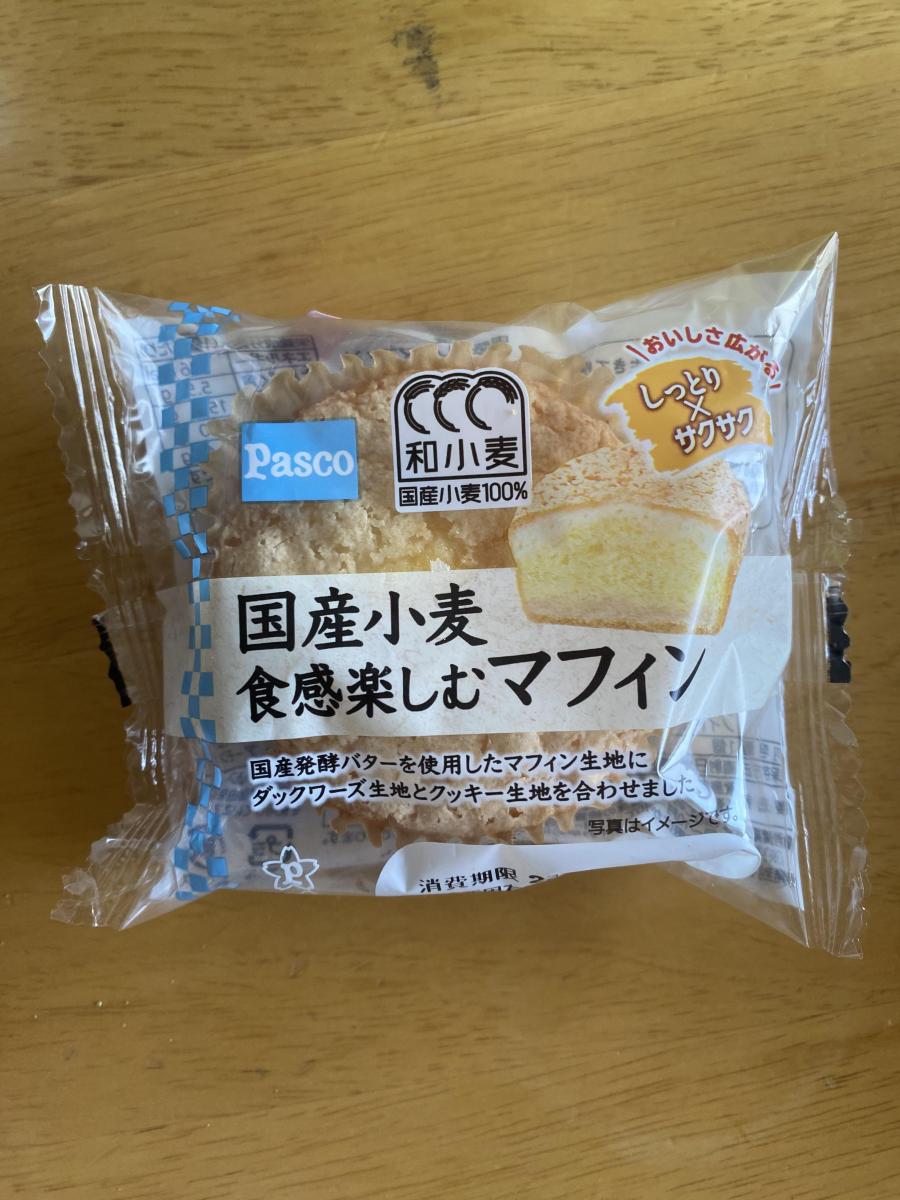 おいしさ広がる
しっとり
×
サクサク
Pasco
和小麦
国産小麦100%
国産小麦
食感楽しむマフィン
国産発酵バターを使用したマフィン生地に
ダックワーズ生地とクッキー生地を合わせました
写真はイメージです。
P
消費期限